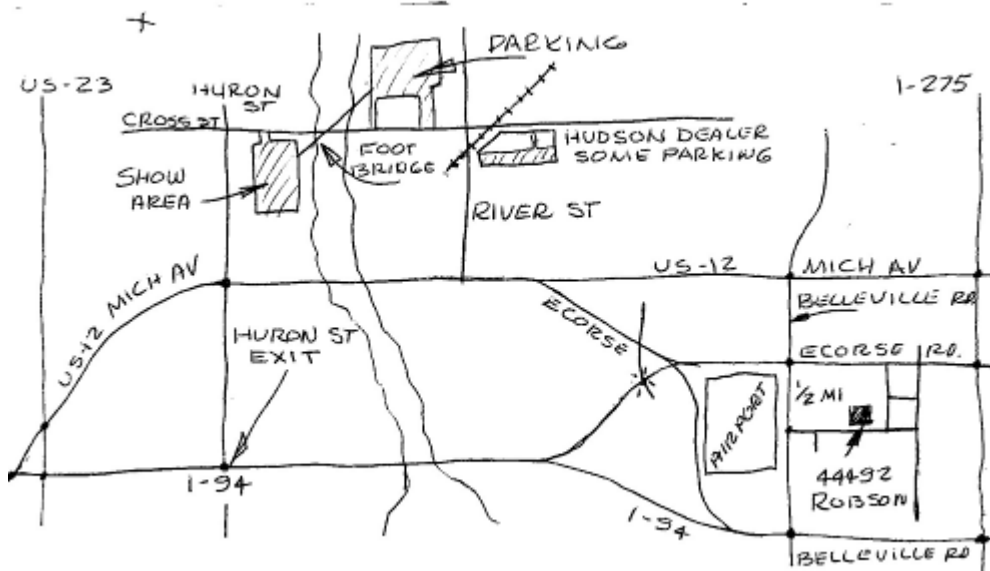 PARKING
US-23
HURON
ST
I-275
CROSS ST
FOOT
BRIDGE
HUDSON DEALER
SOME PARKING
SHOW
AREA
RIVER ST
US-12
MICH AV
US-12 MICH AV
BELLEVILLE RD.
ECORSE
HURON ST
EXIT
ECORSE RD.
1/2 MI
AIRPORT
44492
ROBSON
I-94
I-94
BELLEVILLE RD